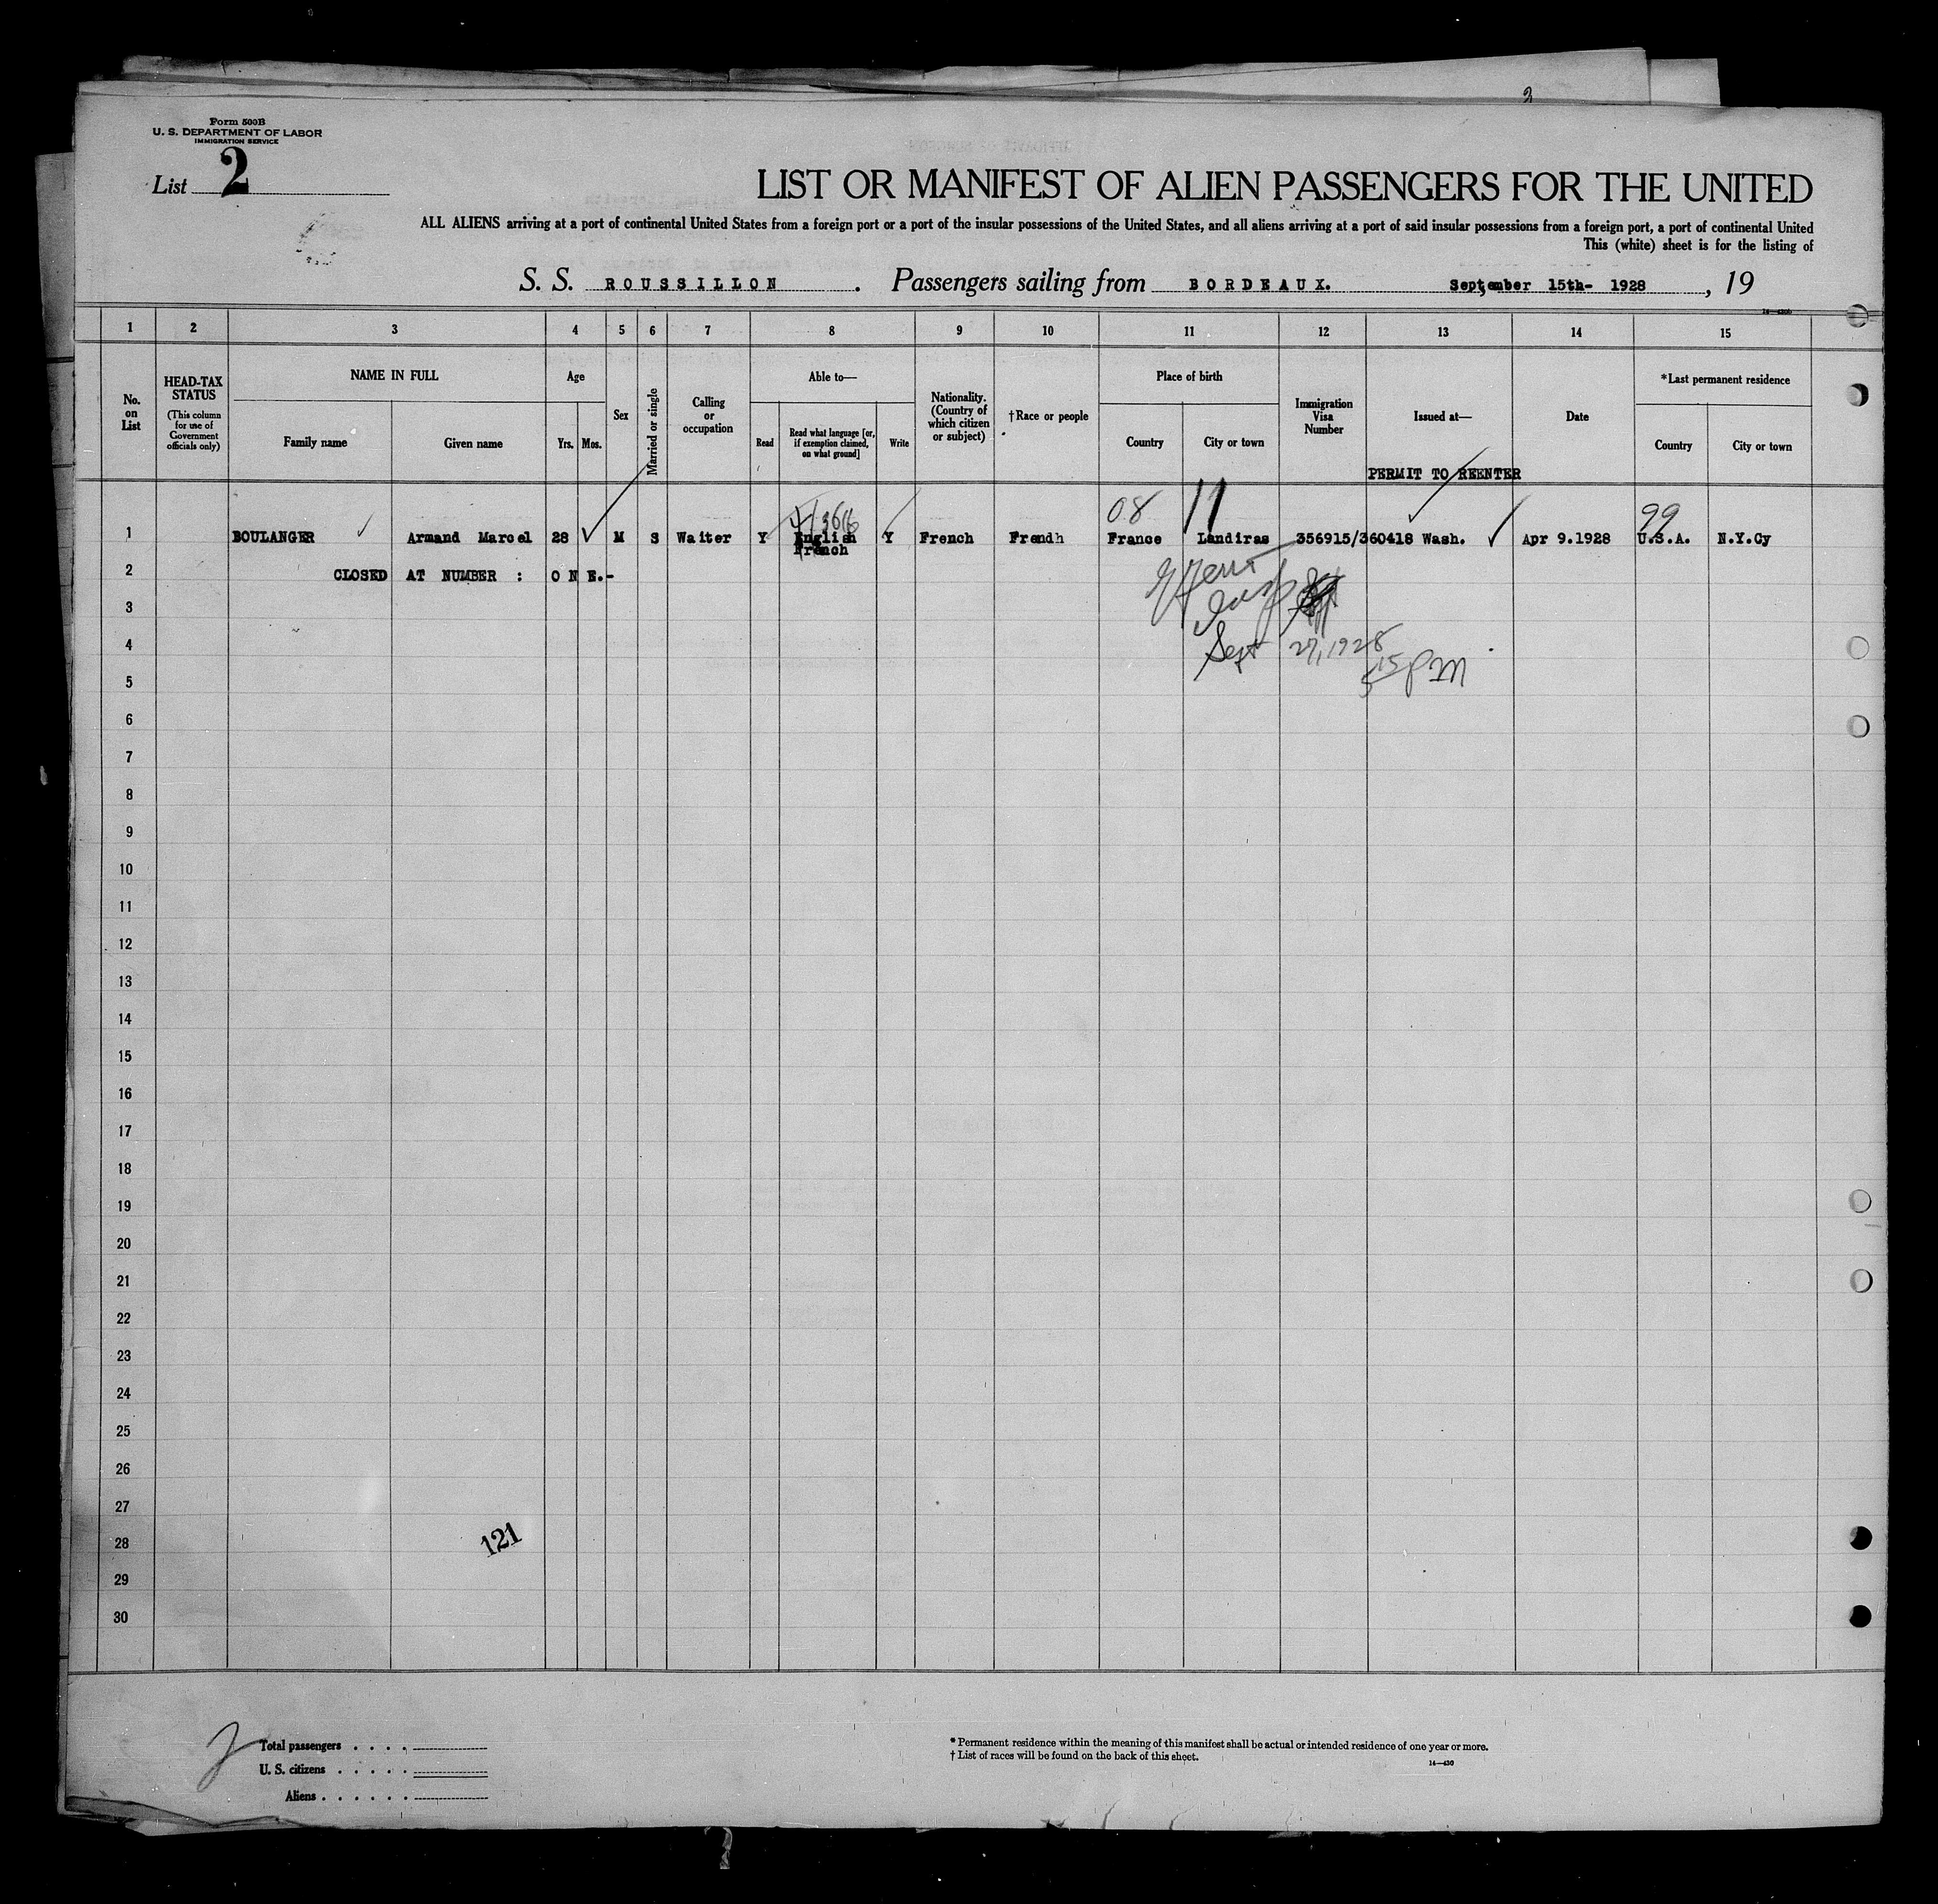 2
Form 500B
U. S. DEPARTMENT OF LABOR
IMMIGRATION SERVICE
List 2
LIST OR MANIFEST OF ALIEN PASSENGERS FOR THE UNITED
ALL ALIENS arriving at a port of continental United States from a foreign port or a port of the insular possessions of the United States, and all aliens arriving at a port of said insular possessions from a foreign port, a port of continental United
This (white) sheet is for the listing of
S. S. ROUSSILLON . Passengers sailing from BORDEAUX. September 15th- 1928 , 19
1 2 3 4 5 6 7 8 9 10 11 12 13 14 15
No. on List
HEAD-TAX STATUS
(This column for use of Government officials only)
NAME IN FULL
Family name
Given name
Age
Yrs.
Mos.
Sex
Married or single
Calling or occupation
Able to—
Read
Read what language [or, if exemption claimed, on what ground]
Write
Nationality. (Country of which citizen or subject)
†Race or people
Place of birth
Country
City or town
Immigration Visa Number
Issued at—
PERMIT TO REENTER
Date
*Last permanent residence
Country
City or town
08 11 99
1 BOULANGER Armand Marcel 28 M S Waiter Y English Y French Frendh France Landiras 356915/360418 Wash. Apr 9.1928 U.S.A. N.Y.Cy
French
2 CLOSED AT NUMBER : O N E.-
3
4 Sept 27, 1928
5 5 15 PM
6
7
8
9
10
11
12
13
14
15
16
17
18
19
20
21
22
23
24
25
26
27
28 121
29
30
Total passengers . . . .
U. S. citizens . . . . .
Aliens . . . . . .
* Permanent residence within the meaning of this manifest shall be actual or intended residence of one year or more.
† List of races will be found on the back of this sheet.
14—430